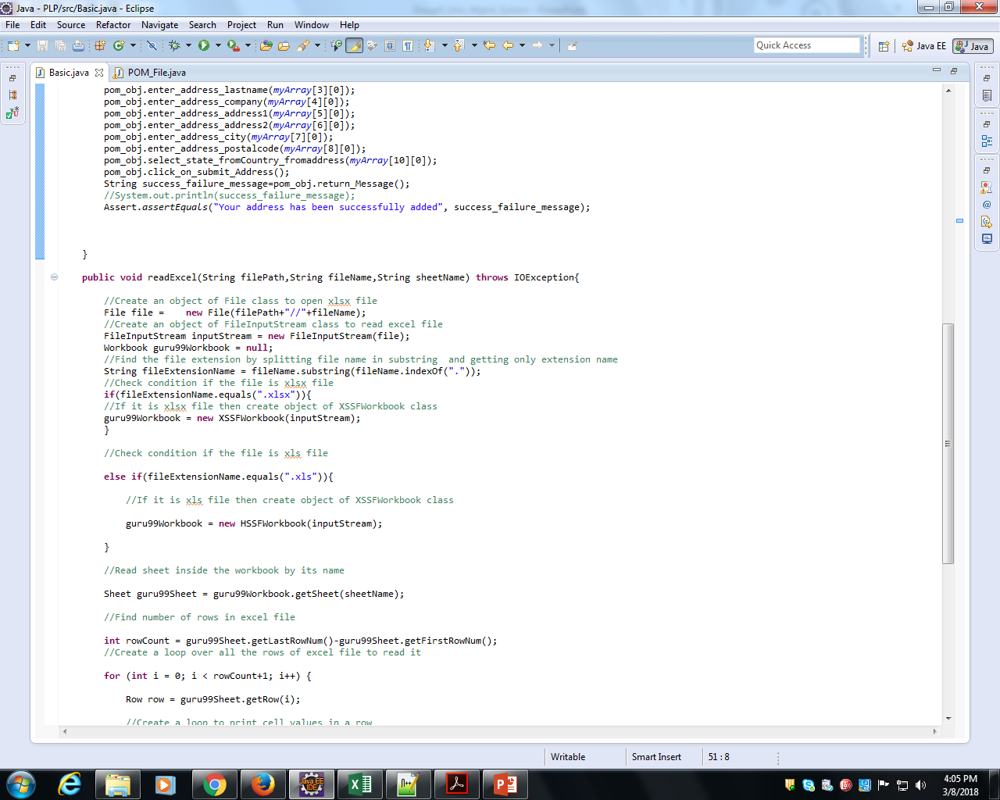 Java - PLP/src/Basic.java - Eclipse
File Edit Source Refactor Navigate Search Project Run Window Help
Quick Access
Java EE
Java
Basic.java
POM_File.java
pom_obj.enter_address_lastname(myArray[3][0]);
pom_obj.enter_address_company(myArray[4][0]);
pom_obj.enter_address_address1(myArray[5][0]);
pom_obj.enter_address_address2(myArray[6][0]);
pom_obj.enter_address_city(myArray[7][0]);
pom_obj.enter_address_postalcode(myArray[8][0]);
pom_obj.select_state_fromCountry_fromaddress(myArray[10][0]);
pom_obj.click_on_submit_Address();
String success_failure_message=pom_obj.return_Message();
//System.out.println(success_failure_message);
Assert.assertEquals("Your address has been successfully added", success_failure_message);
}
public void readExcel(String filePath,String fileName,String sheetName) throws IOException{
//Create an object of File class to open xlsx file
File file =    new File(filePath+"//"+fileName);
//Create an object of FileInputStream class to read excel file
FileInputStream inputStream = new FileInputStream(file);
Workbook guru99Workbook = null;
//Find the file extension by splitting file name in substring  and getting only extension name
String fileExtensionName = fileName.substring(fileName.indexOf("."));
//Check condition if the file is xlsx file
if(fileExtensionName.equals(".xlsx")){
//If it is xlsx file then create object of XSSFWorkbook class
guru99Workbook = new XSSFWorkbook(inputStream);
}
//Check condition if the file is xls file
else if(fileExtensionName.equals(".xls")){
//If it is xls file then create object of XSSFWorkbook class
guru99Workbook = new HSSFWorkbook(inputStream);
}
//Read sheet inside the workbook by its name
Sheet guru99Sheet = guru99Workbook.getSheet(sheetName);
//Find number of rows in excel file
int rowCount = guru99Sheet.getLastRowNum()-guru99Sheet.getFirstRowNum();
//Create a loop over all the rows of excel file to read it
for (int i = 0; i < rowCount+1; i++) {
Row row = guru99Sheet.getRow(i);
//Create a loop to print cell values in a row
Writable
Smart Insert
51 : 8
4:05 PM
3/8/2018